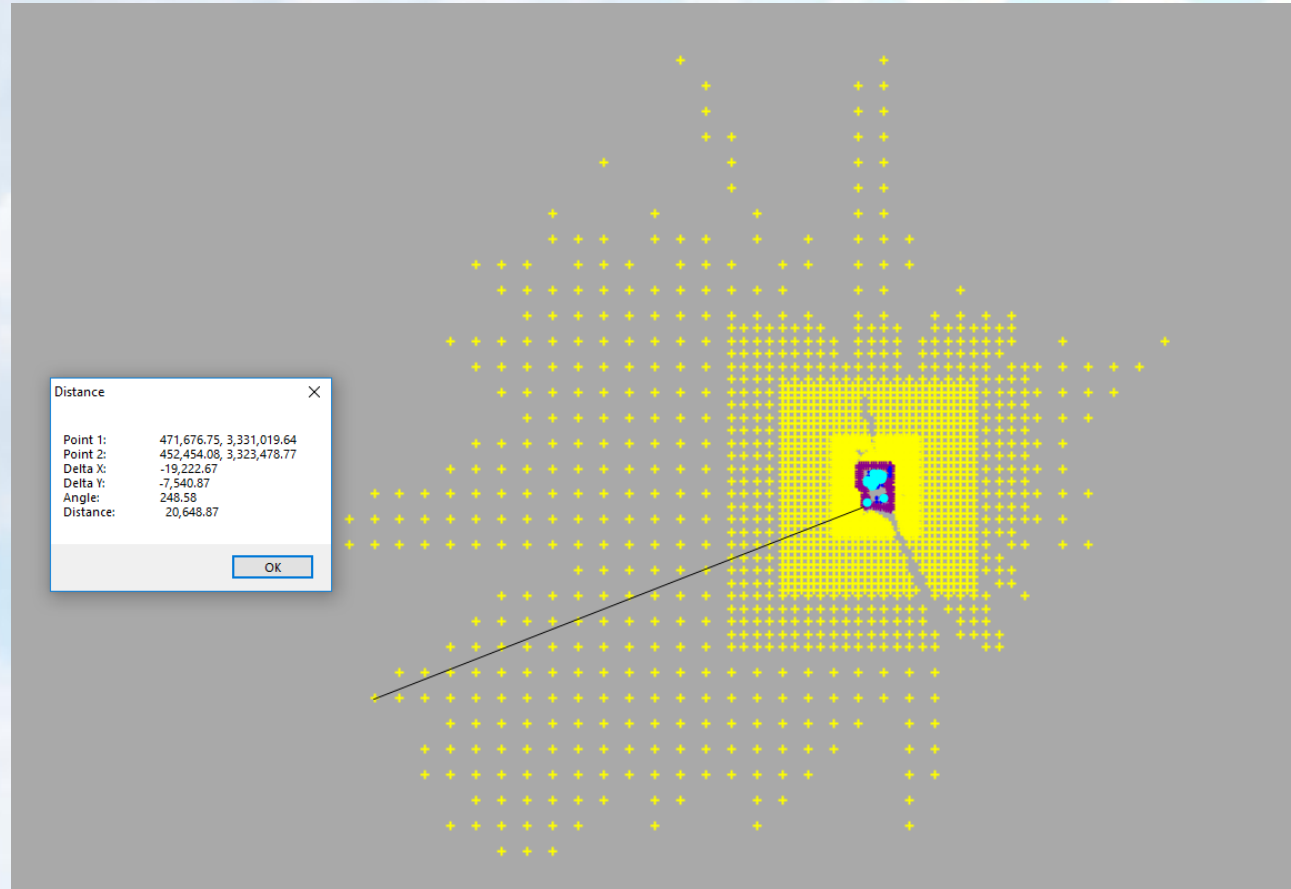 Distance
Point 1: 471,676.75, 3,331,019.64
Point 2: 452,454.08, 3,323,478.77
Delta X: -19,222.67
Delta Y: -7,540.87
Angle: 248.58
Distance: 20,648.87
OK